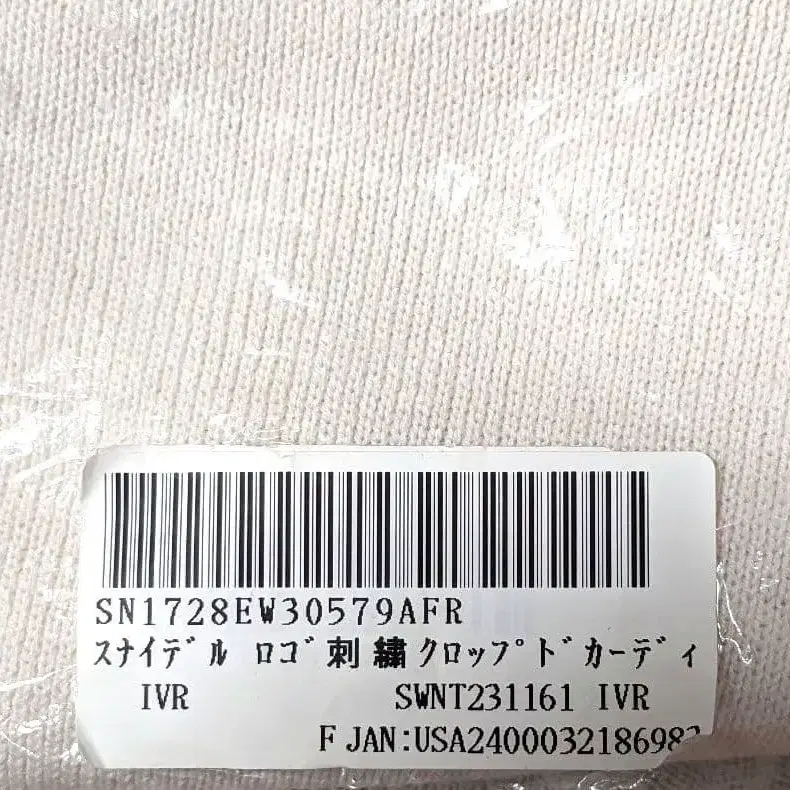 SN1728EW30579AFR
スナイデル ロゴ刺繍クロップドカーディ
IVR SWNT231161 IVR
F JAN:USA2400032186982